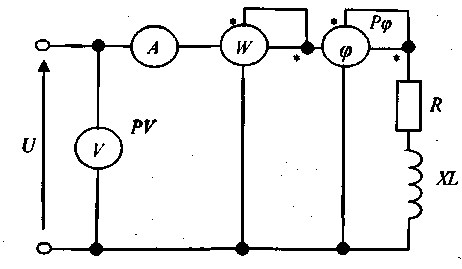 * * Pφ
A W * φ *
R
U V PV
XL